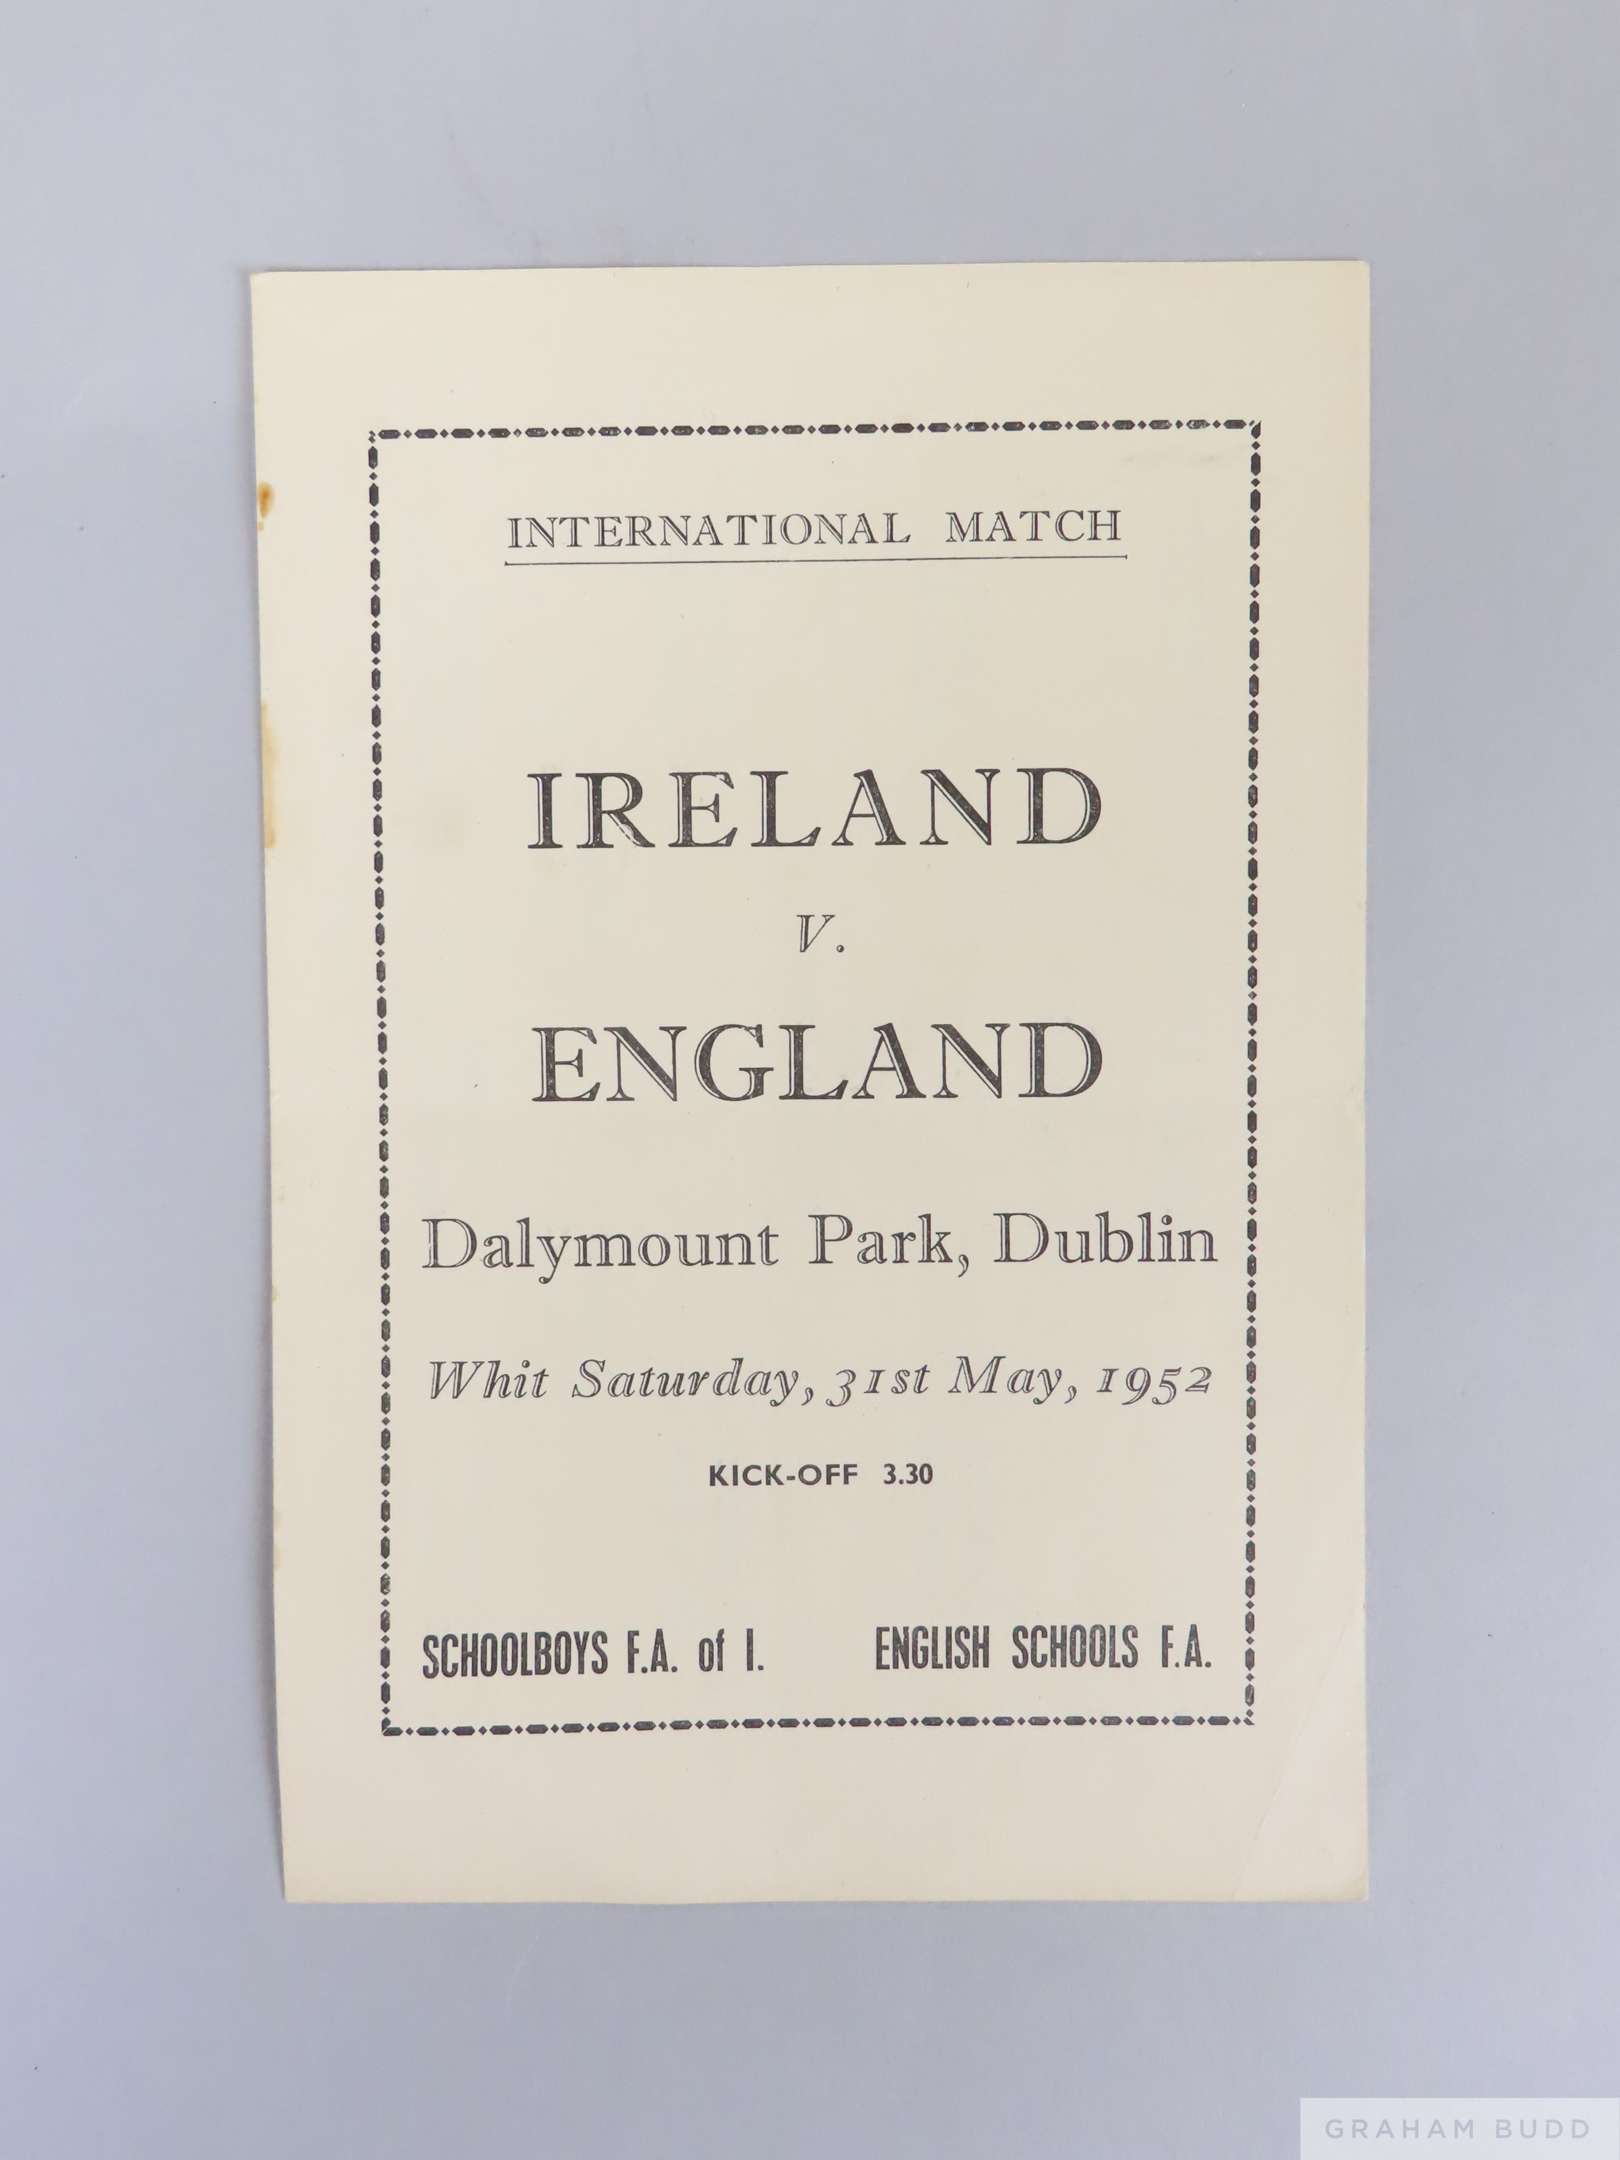 INTERNATIONAL MATCH
IRELAND
V.
ENGLAND
Dalymount Park, Dublin
Whit Saturday, 31st May, 1952
KICK-OFF 3.30
SCHOOLBOYS F.A. of I. ENGLISH SCHOOLS F.A.
GRAHAM BUDD